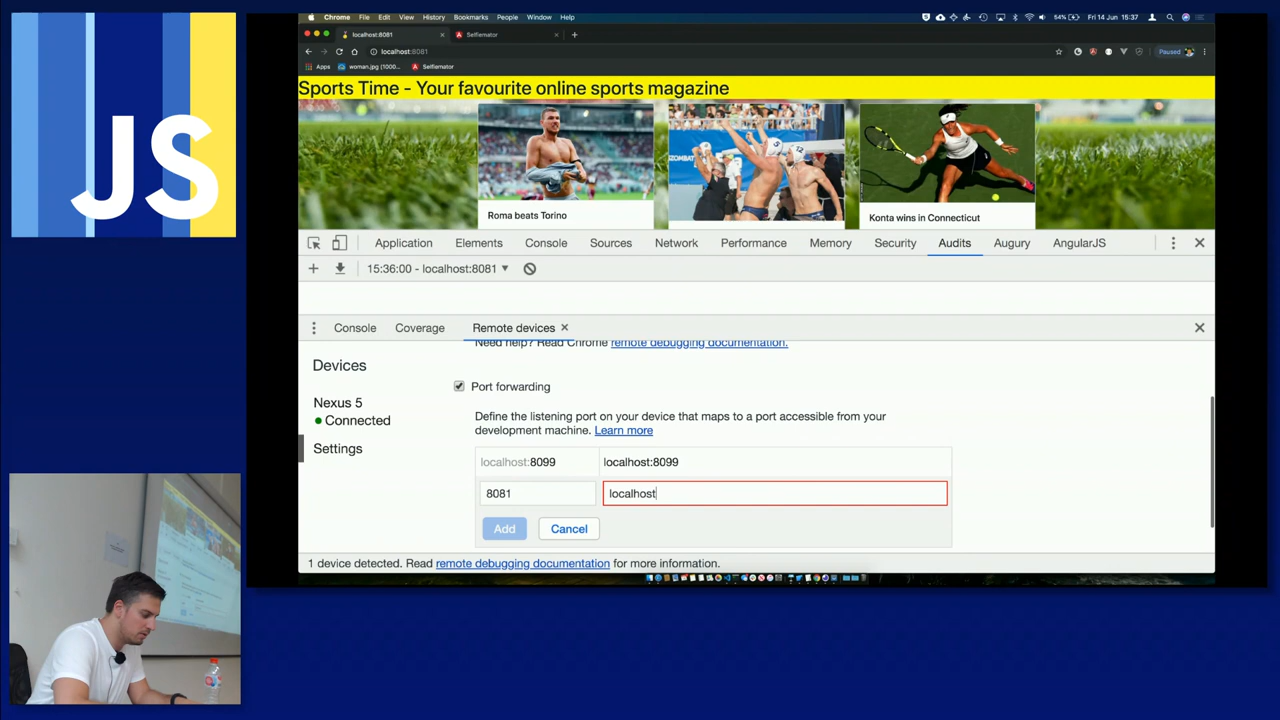 JS
Chrome File Edit View History Bookmarks People Window Help
54% Fri 14 Jun 15:37
localhost:8081 Selfiemator
localhost:8081
Paused
Apps woman.jpg (1000... Selfiemator
Sports Time - Your favourite online sports magazine
Roma beats Torino
Konta wins in Connecticut
Application Elements Console Sources Network Performance Memory Security Audits Augury AngularJS
15:36:00 - localhost:8081
Console Coverage Remote devices
Need help? Read Chrome remote debugging documentation.
Devices
Port forwarding
Nexus 5
Connected
Define the listening port on your device that maps to a port accessible from your
development machine. Learn more
Settings
localhost:8099 localhost:8099
8081 localhost
Add Cancel
1 device detected. Read remote debugging documentation for more information.